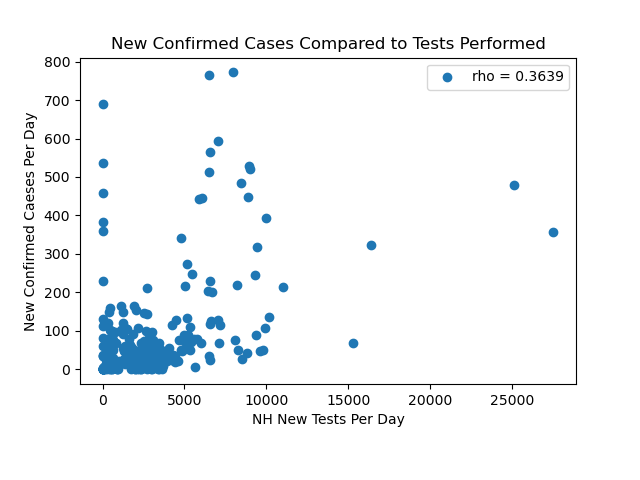 New Confirmed Cases Compared to Tests Performed
rho = 0.3639
800
700
600
500
400
300
200
100
0
New Confirmed Caeses Per Day
0 5000 10000 15000 20000 25000
NH New Tests Per Day